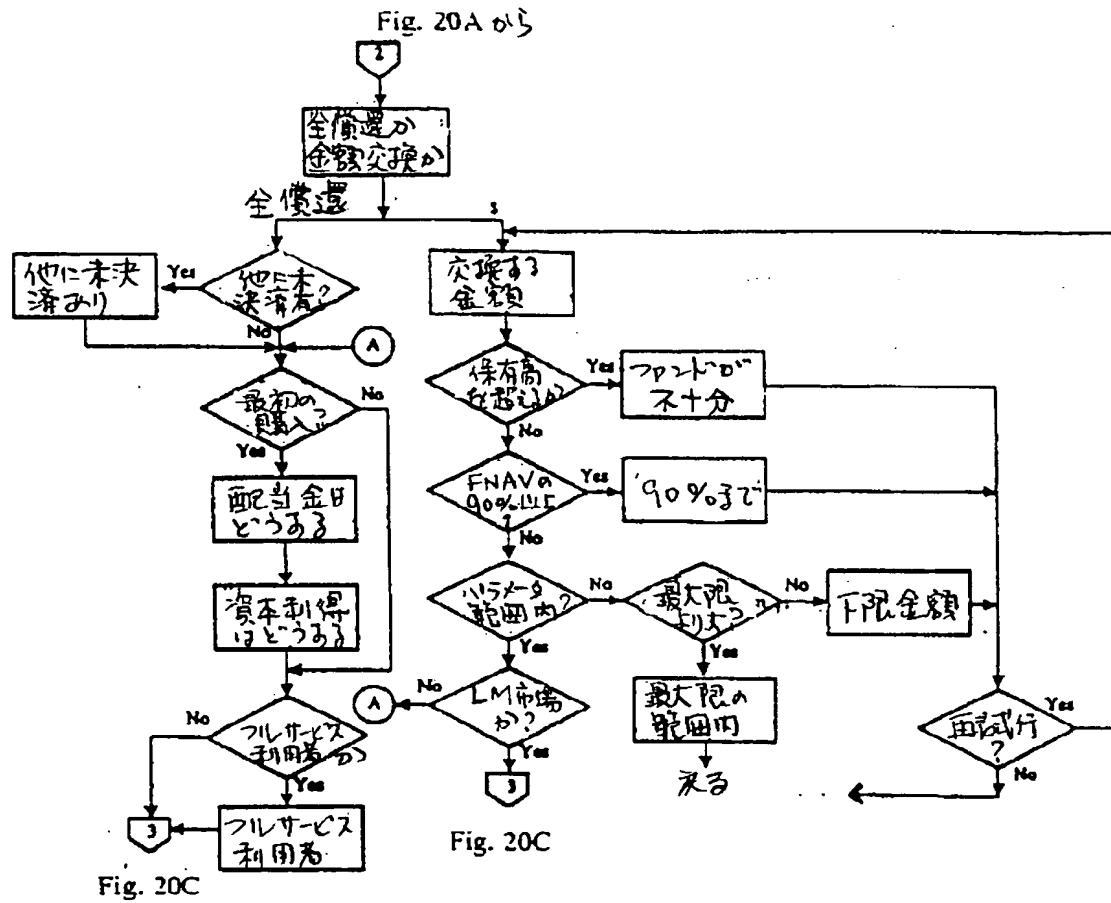 Fig. 20A から
2
全償還か
金額交換か
全償還
3
他に未決
済あり
Yes
他に未
決済有?
No
A
交換する
金額
最初の
購入?
No
Yes
保有高
を超えるか?
Yes
ファンドが
不十分
No
配当金は
どうする
FNAVの
90%以上
?
Yes
90%まで
No
資本利得
はどうする
パラメータ
範囲内?
No
最大限
より大?
No
下限金額
Yes
Yes
フルサービス
利用者か
No
Yes
A
No
LM市場
か?
Yes
最大限の
範囲内
戻る
再試行
?
Yes
No
3
フルサービス
利用者
3
Fig. 20C
Fig. 20C